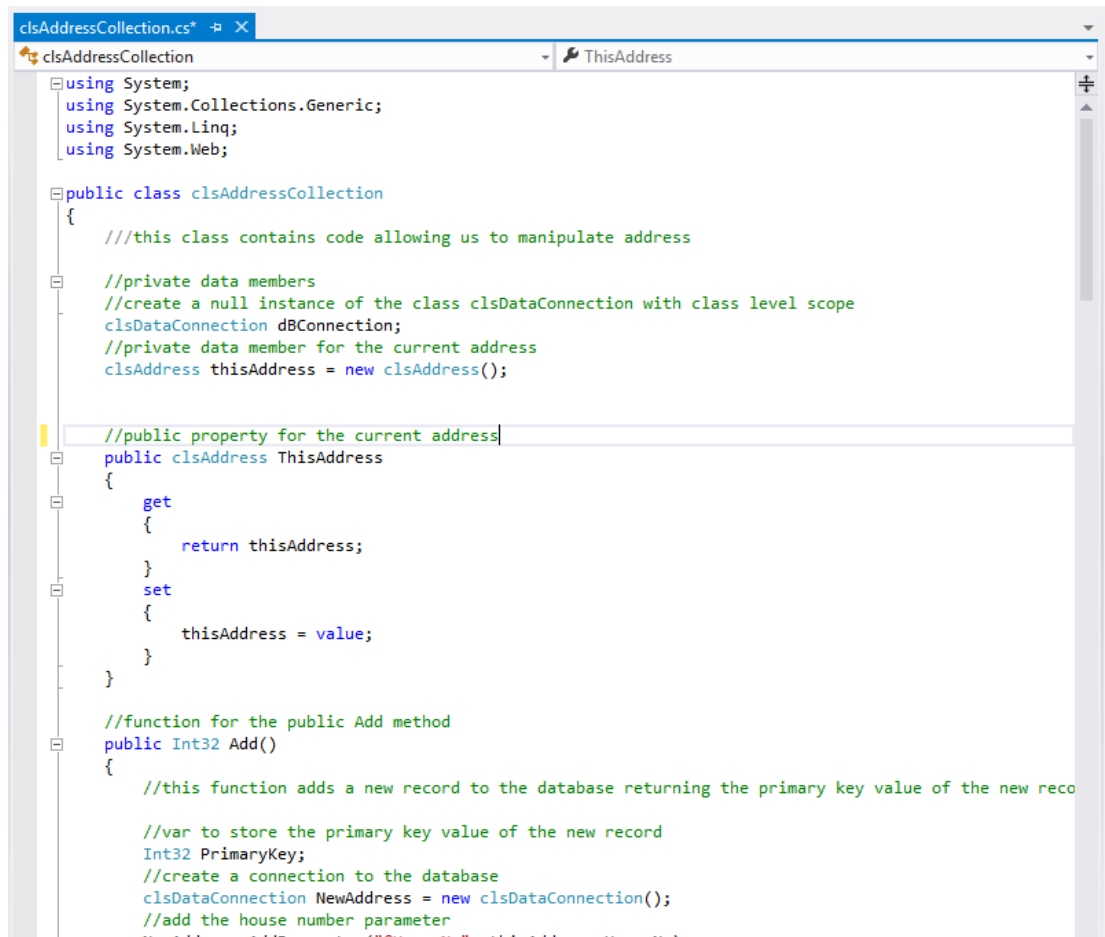 clsAddressCollection.cs*
clsAddressCollection ThisAddress
using System;
using System.Collections.Generic;
using System.Linq;
using System.Web;
public class clsAddressCollection
{
///this class contains code allowing us to manipulate address
//private data members
//create a null instance of the class clsDataConnection with class level scope
clsDataConnection dBConnection;
//private data member for the current address
clsAddress thisAddress = new clsAddress();
//public property for the current address
public clsAddress ThisAddress
{
get
{
return thisAddress;
}
set
{
thisAddress = value;
}
}
//function for the public Add method
public Int32 Add()
{
//this function adds a new record to the database returning the primary key value of the new reco
//var to store the primary key value of the new record
Int32 PrimaryKey;
//create a connection to the database
clsDataConnection NewAddress = new clsDataConnection();
//add the house number parameter